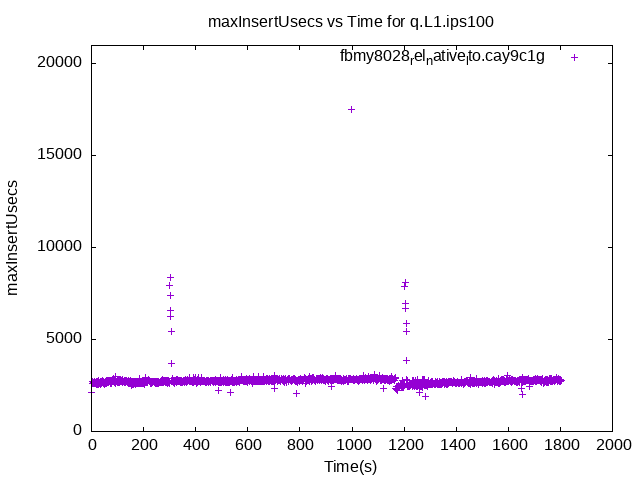 maxInsertUsecs vs Time for q.L1.ips100
fbmy8028relnativelto.cay9c1g
20000
15000
10000
5000
0
maxInsertUsecs
0 200 400 600 800 1000 1200 1400 1600 1800 2000
Time(s)